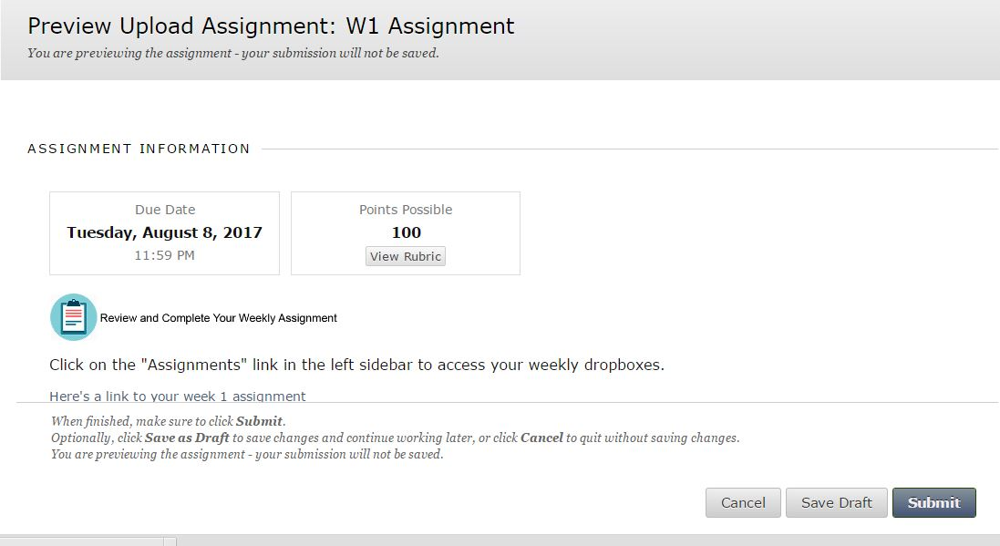 Preview Upload Assignment: W1 Assignment
You are previewing the assignment - your submission will not be saved.
ASSIGNMENT INFORMATION
Due Date
Tuesday, August 8, 2017
11:59 PM
Points Possible
100
View Rubric
Review and Complete Your Weekly Assignment
Click on the "Assignments" link in the left sidebar to access your weekly dropboxes.
Here's a link to your week 1 assignment
When finished, make sure to click Submit.
Optionally, click Save as Draft to save changes and continue working later, or click Cancel to quit without saving changes.
You are previewing the assignment - your submission will not be saved.
Cancel Save Draft Submit